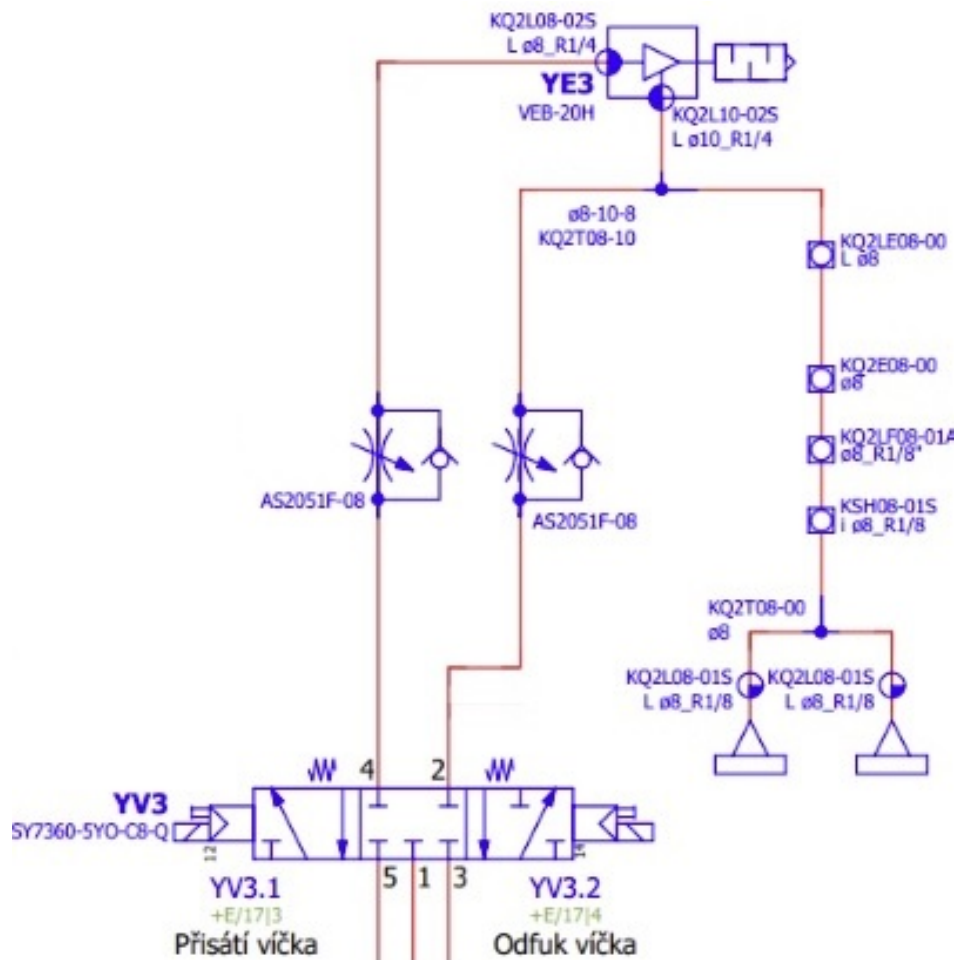 KQ2L08-02S
L ø8_R1/4
YE3
VEB-20H
KQ2L10-02S
L ø10_R1/4
ø8-10-8
KQ2T08-10
KQ2LE08-00
L ø8
KQ2E08-00
ø8
KQ2LF08-01A
ø8_R1/8"
KSH08-01S
i ø8_R1/8
AS2051F-08
AS2051F-08
KQ2T08-00
ø8
KQ2L08-01S
L ø8_R1/8
KQ2L08-01S
L ø8_R1/8
4
2
YV3
SY7360-5YO-C8-Q
12
14
5
1
3
YV3.1
+E/17|3
Přisátí víčka
YV3.2
+E/17|4
Odfuk víčka